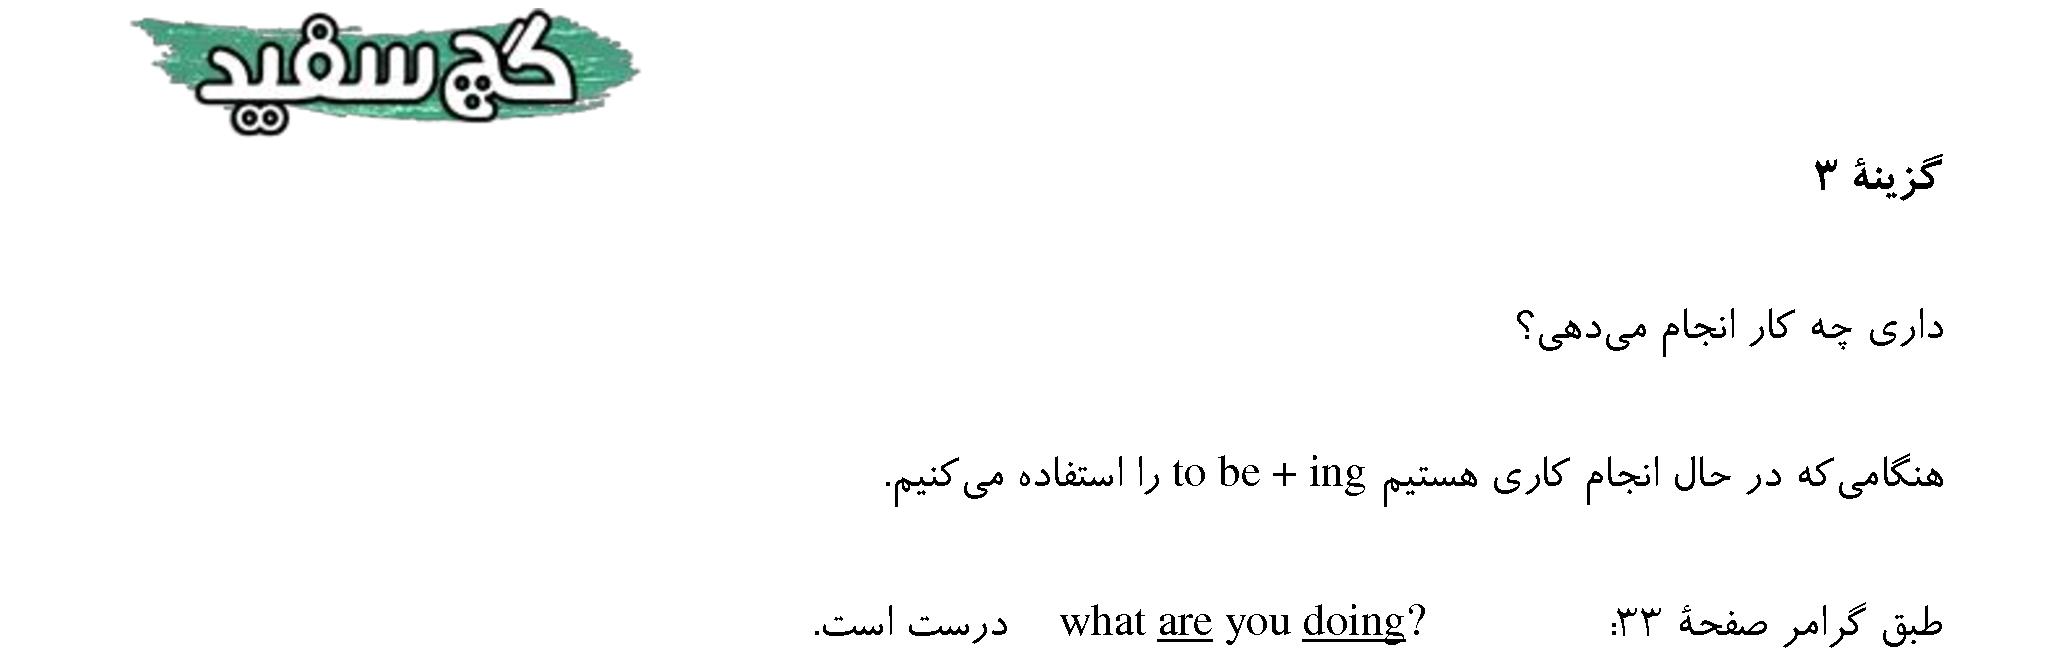 گچ سفید
گزینهٔ ۳
داری چه کار انجام می‌دهی؟
هنگامی‌که در حال انجام کاری هستیم to be + ing را استفاده می‌کنیم.
طبق گرامر صفحهٔ ۳۳: what are you doing? درست است.